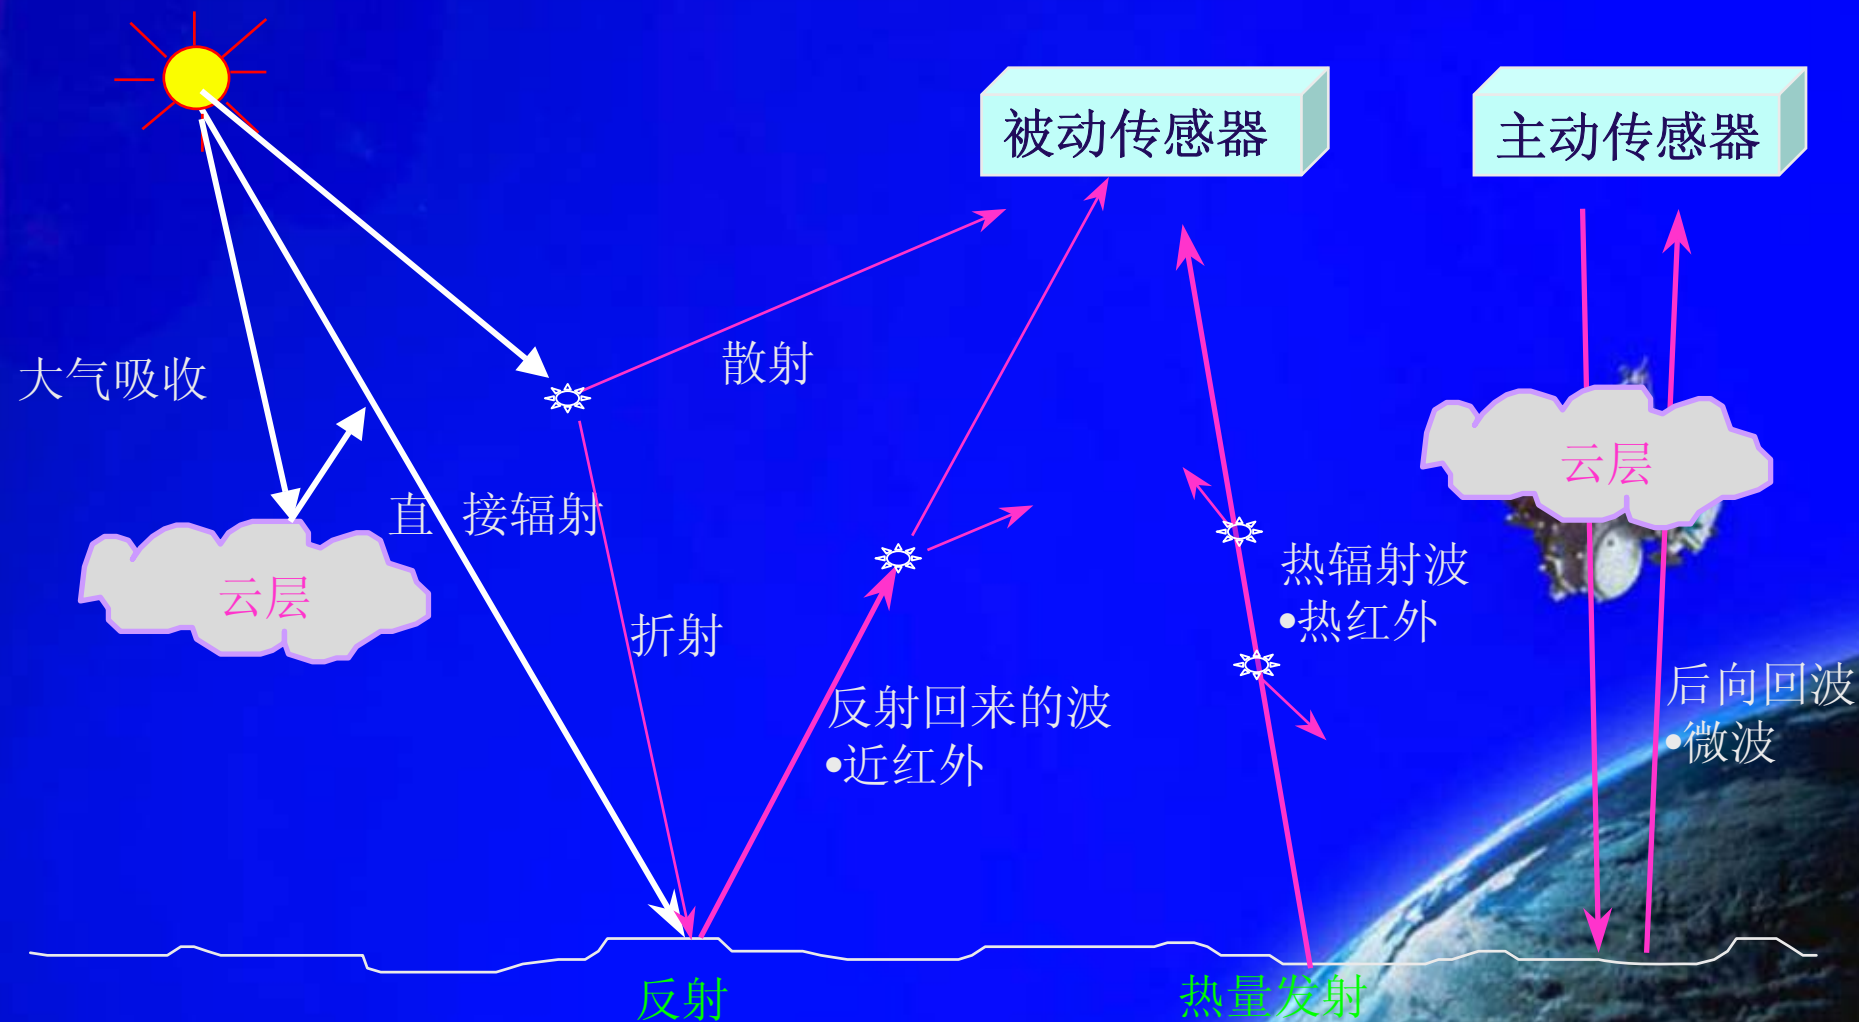 被动传感器
主动传感器
散射
大气吸收
云层
直 接辐射
云层
热辐射波
•热红外
折射
反射回来的波
•近红外
后向回波
•微波
反射
热量发射